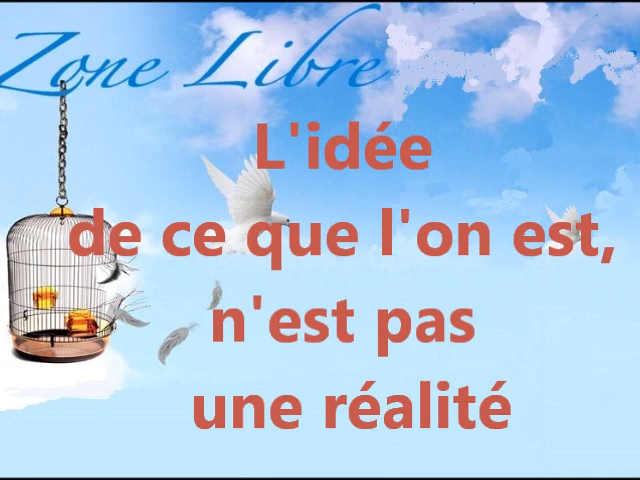 Zone Libre
L'idée
de ce que l'on est,
n'est pas
une réalité